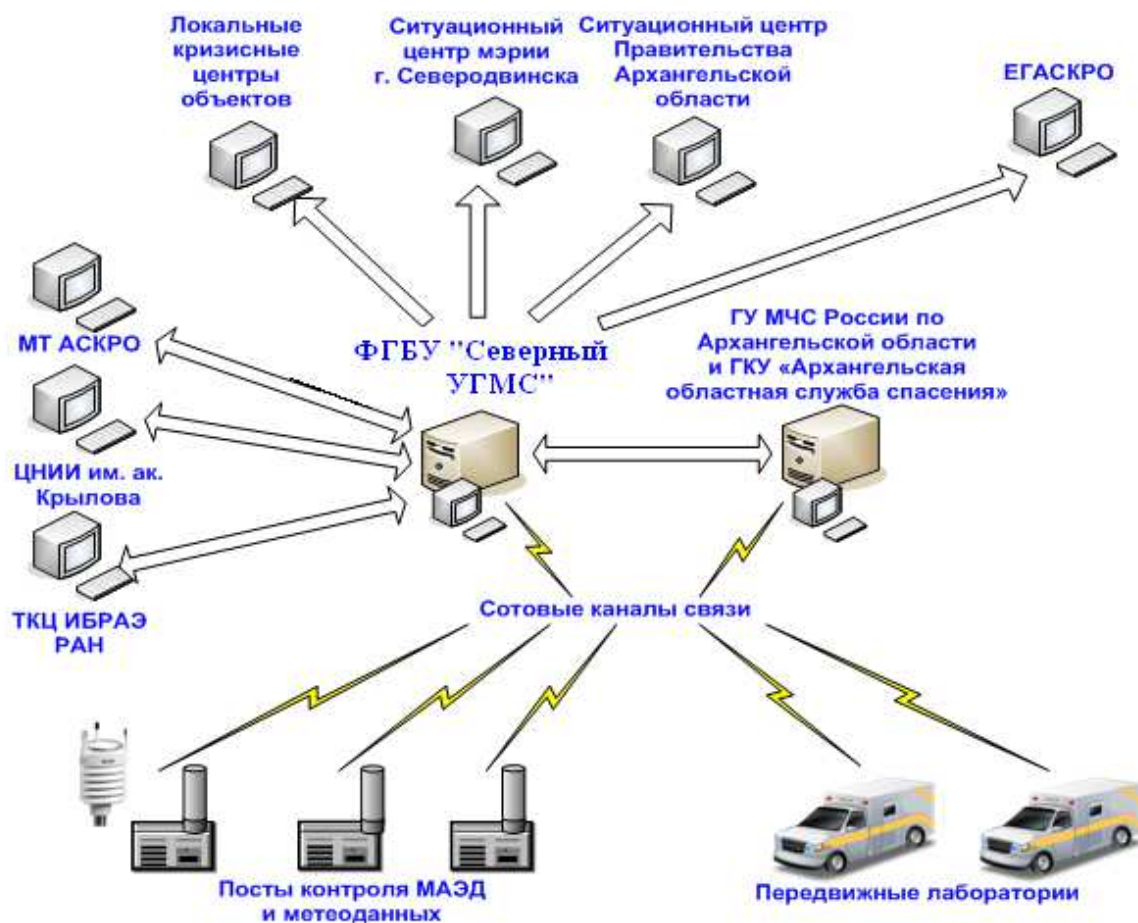 Локальные
кризисные
центры
объектов
Ситуационный
центр мэрии
г. Северодвинска
Ситуационный центр
Правительства
Архангельской
области
ЕГАСКРО
МТ АСКРО
ФГБУ "Северный
УГМС"
ГУ МЧС России по
Архангельской области
и ГКУ «Архангельская
областная служба спасения»
ЦНИИ им. ак.
Крылова
ТКЦ ИБРАЭ
РАН
Сотовые каналы связи
Посты контроля МАЭД
и метеоданных
Передвижные лаборатории